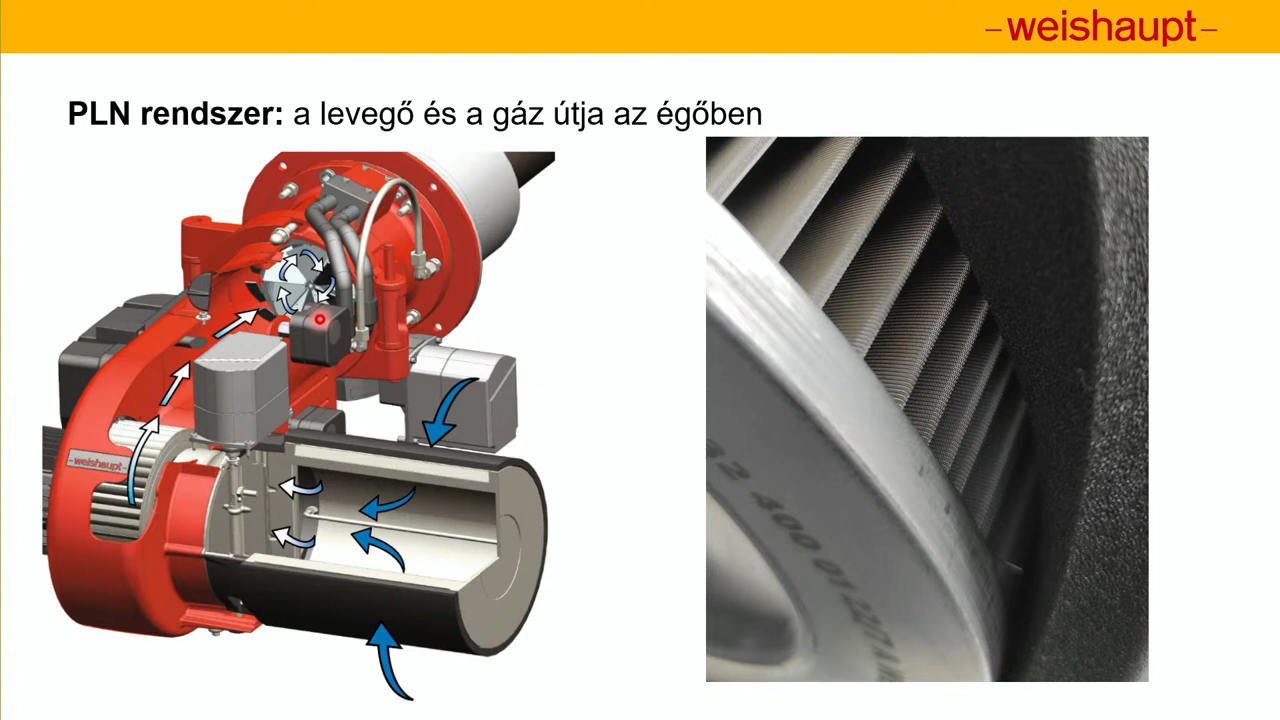 -weishaupt-
PLN rendszer: a levegő és a gáz útja az égőben
-weishaupt-